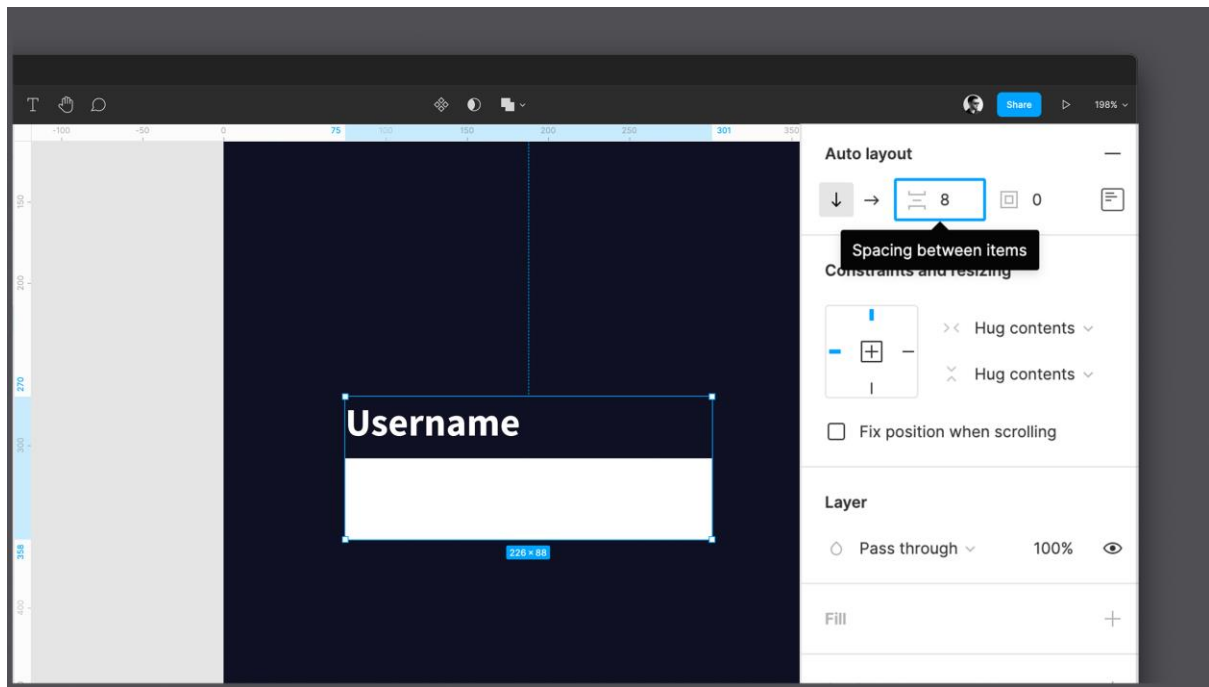 Share
198%
-100 -50 0 75 100 150 200 250 301 350
Auto layout
8 0
Spacing between items
Constraints and resizing
150
200
270
300
358
400
Hug contents
Hug contents
Fix position when scrolling
Username
226 × 88
Layer
Pass through 100%
Fill